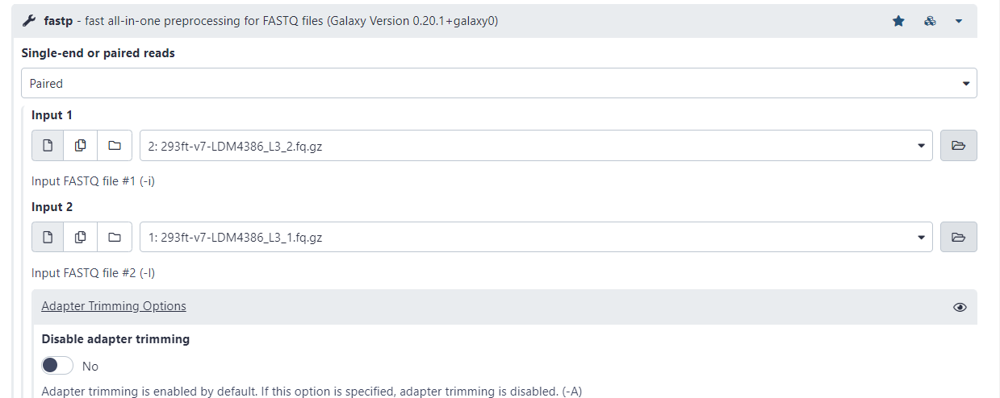 fastp - fast all-in-one preprocessing for FASTQ files (Galaxy Version 0.20.1+galaxy0)
Single-end or paired reads
Paired
Input 1
2: 293ft-v7-LDM4386_L3_2.fq.gz
Input FASTQ file #1 (-i)
Input 2
1: 293ft-v7-LDM4386_L3_1.fq.gz
Input FASTQ file #2 (-I)
Adapter Trimming Options
Disable adapter trimming
No
Adapter trimming is enabled by default. If this option is specified, adapter trimming is disabled. (-A)